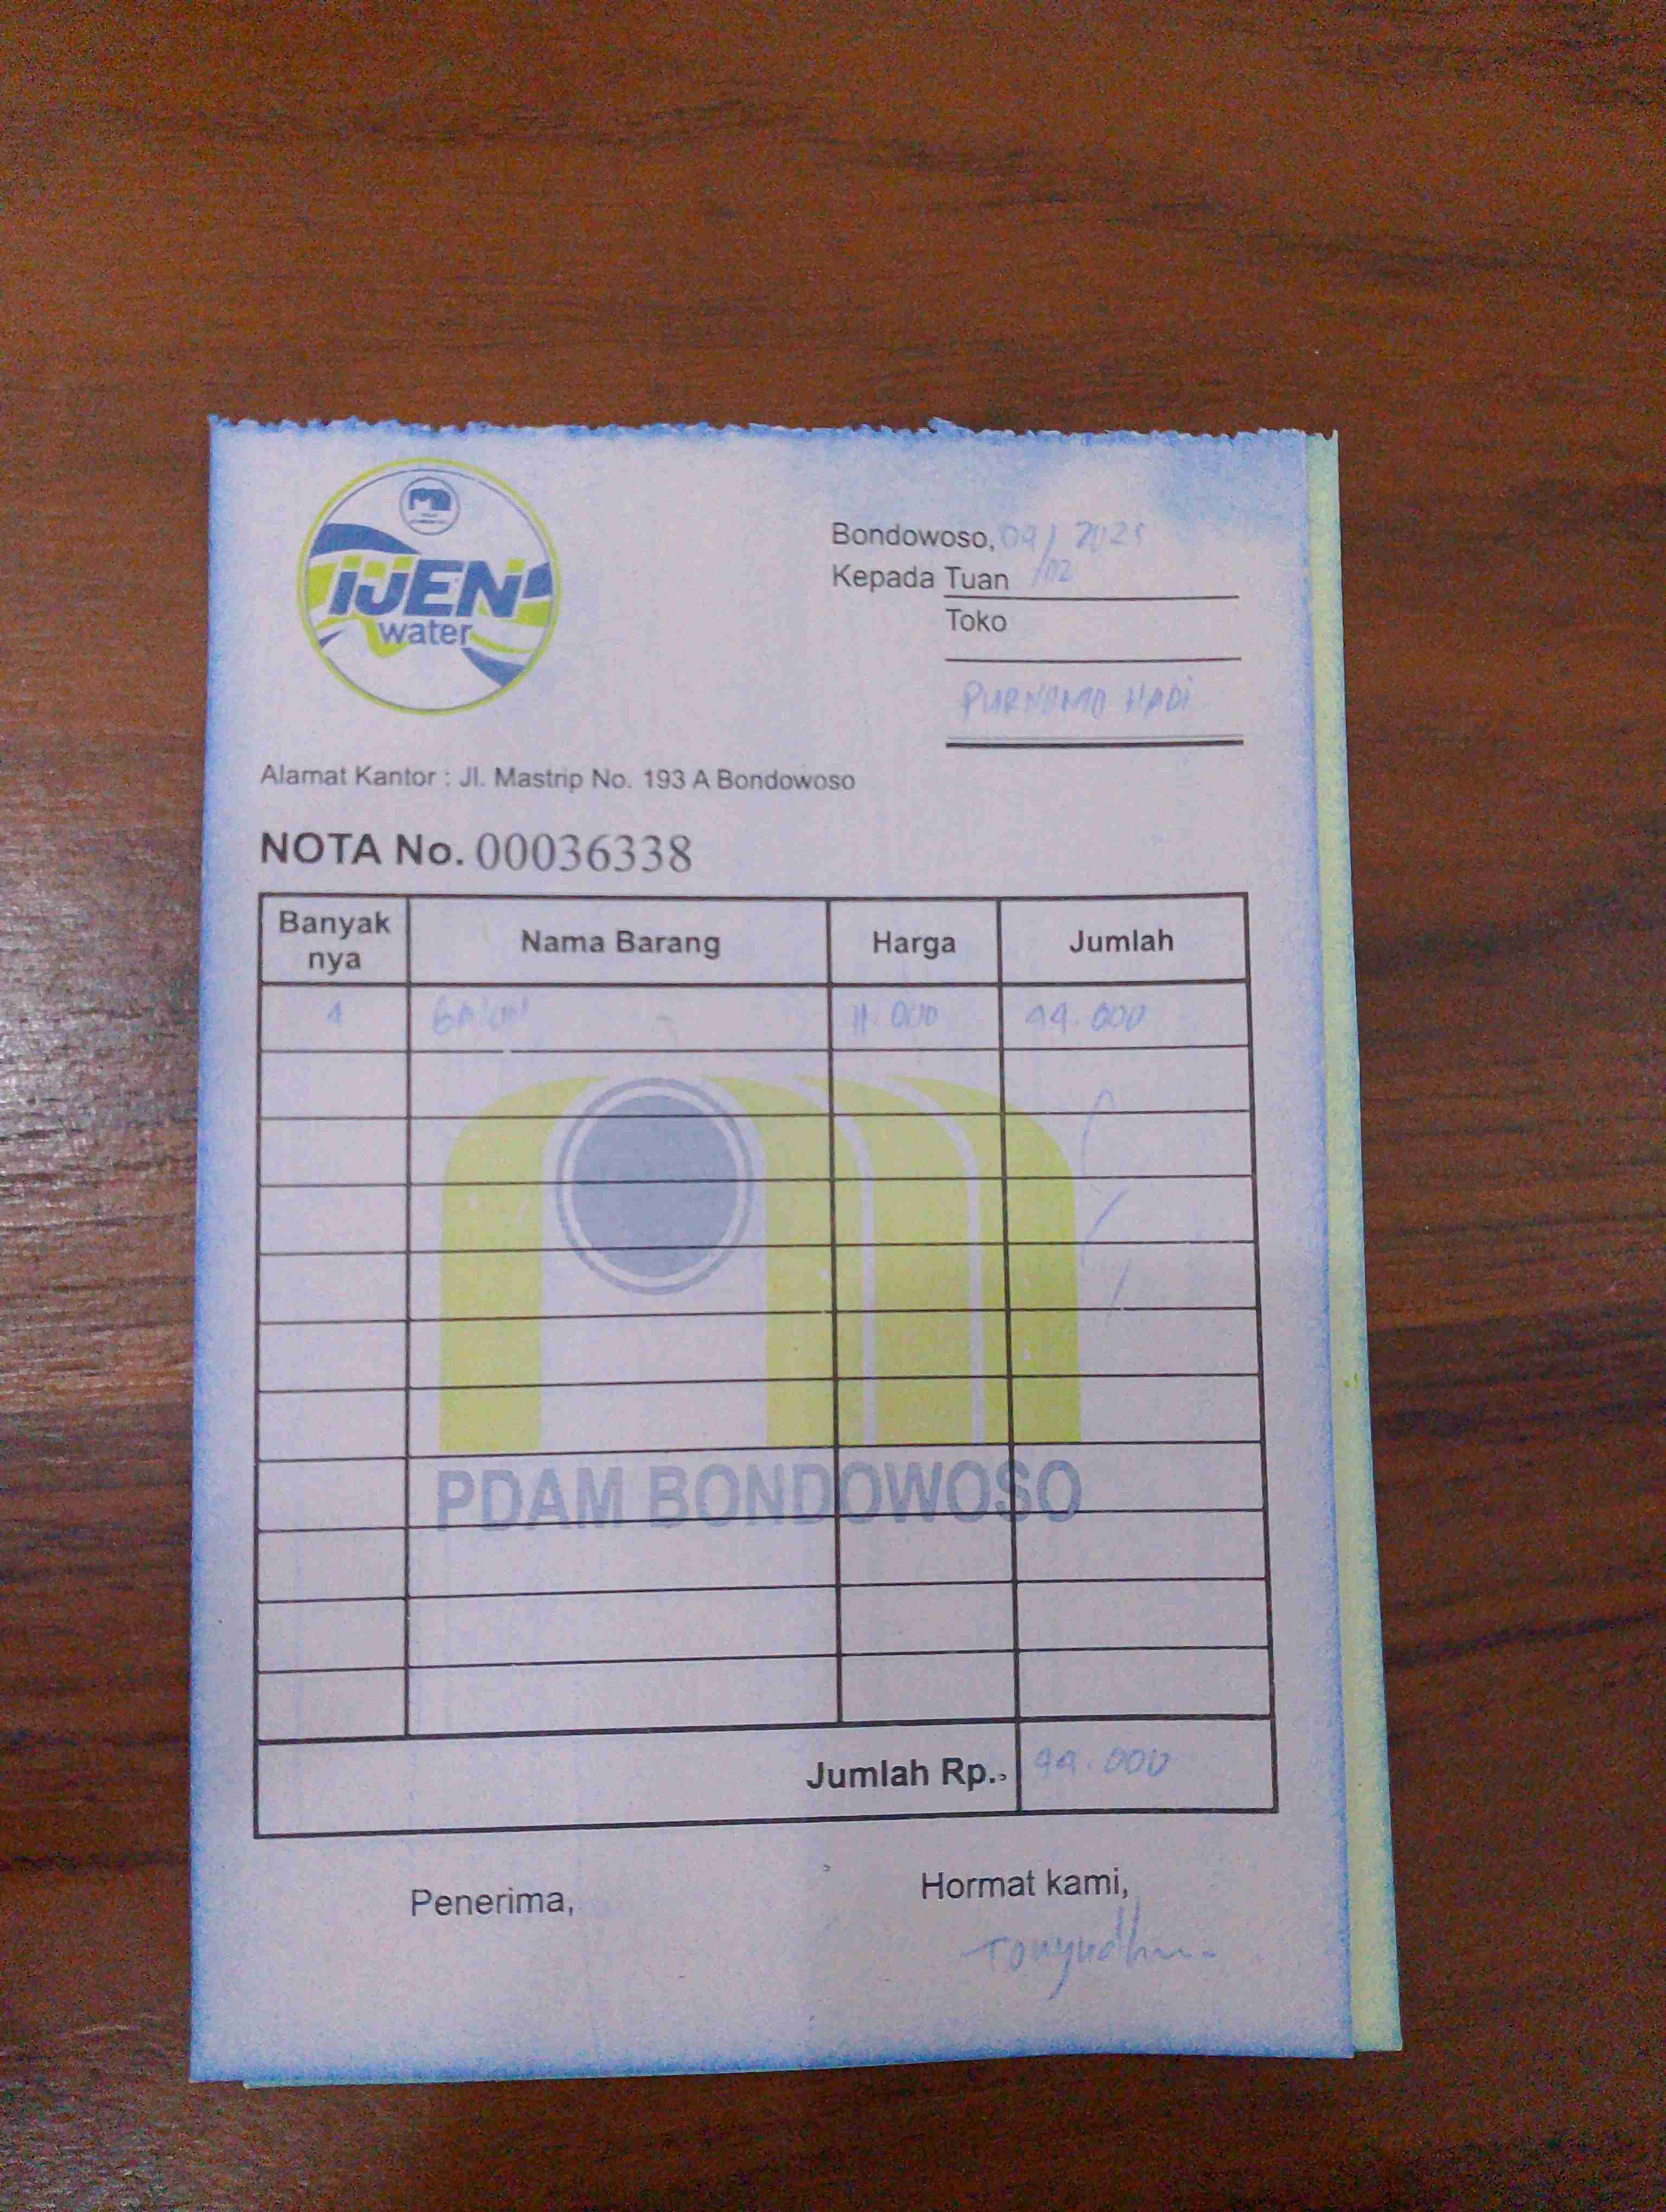 IJEN
water
Bondowoso, 04/02 2025
Kepada Tuan
Toko
PURNOMO HADI
Alamat Kantor : Jl. Mastrip No. 193 A Bondowoso
NOTA No. 00036338
Banyak nya Nama Barang Harga Jumlah
4 Galon 11.000 44.000
PDAM BONDOWOSO
Jumlah Rp. 44.000
Penerima,
Hormat kami,